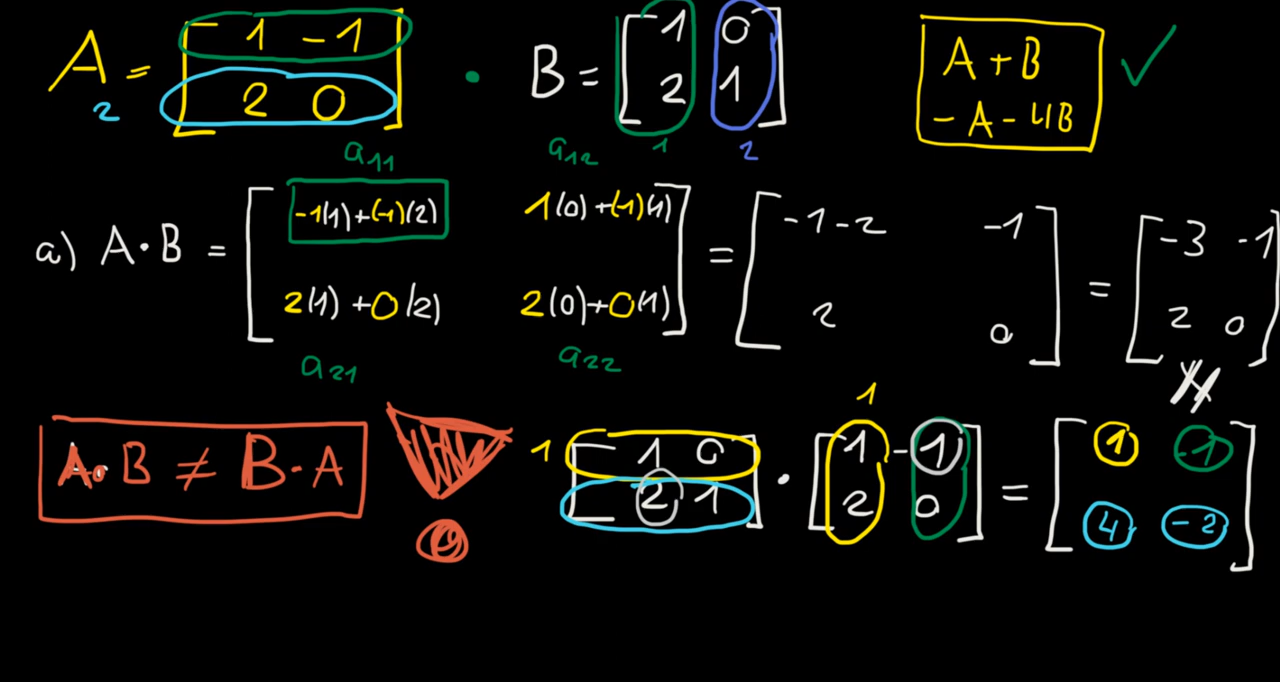 A = [ 1 -1 · B = [ 1 0 ] A + B ✓
2 2 0 ] 2 1 - A - 4B
a11 a12 1 2
a) A·B = [ -1(1)+(-1)(2) 1(0)+(-1)(1) ] = [ -1-2 -1 ] = [ -3 -1
2(1)+0(2) 2(0)+0(1) 2 0 2 0 ]
a21 a22
1
A·B ≠ B·A 1 [ 1 0 ] · [ 1 -1 ] = [ 1 -1 ]
2 1 2 0 4 -2